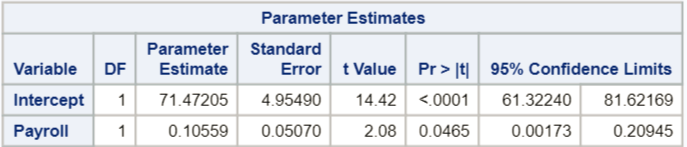 Parameter Estimates
Variable DF Parameter Estimate Standard Error t Value Pr > |t| 95% Confidence Limits
Intercept 1 71.47205 4.95490 14.42 <.0001 61.32240 81.62169
Payroll 1 0.10559 0.05070 2.08 0.0465 0.00173 0.20945